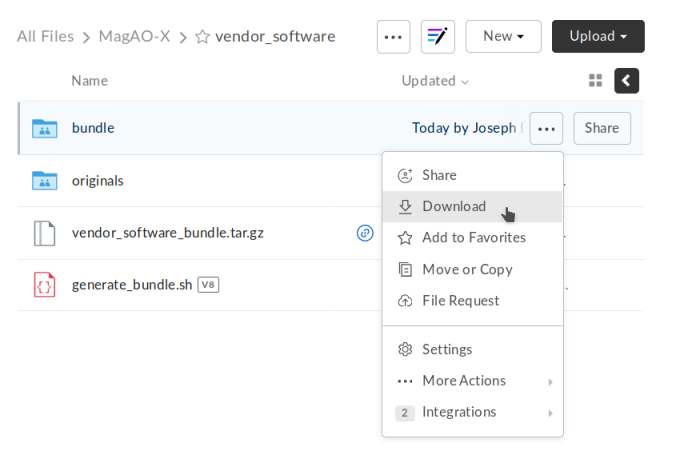 All Files > MagAO-X > vendor_software
New
Upload
Name
Updated
bundle
Today by Joseph
Share
originals
vendor_software_bundle.tar.gz
generate_bundle.sh V8
Share
Download
Add to Favorites
Move or Copy
File Request
Settings
More Actions
2 Integrations